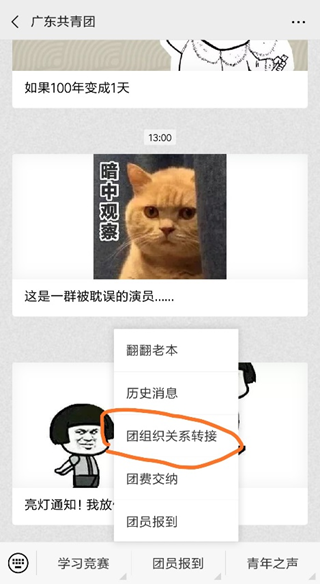 广东共青团
如果100年变成1天
13:00
暗中观察
这是一群被耽误的演员……
翻翻老本
历史消息
团组织关系转接
团费交纳
团员报到
亮灯通知！我放
学习竞赛
团员报到
青年之声